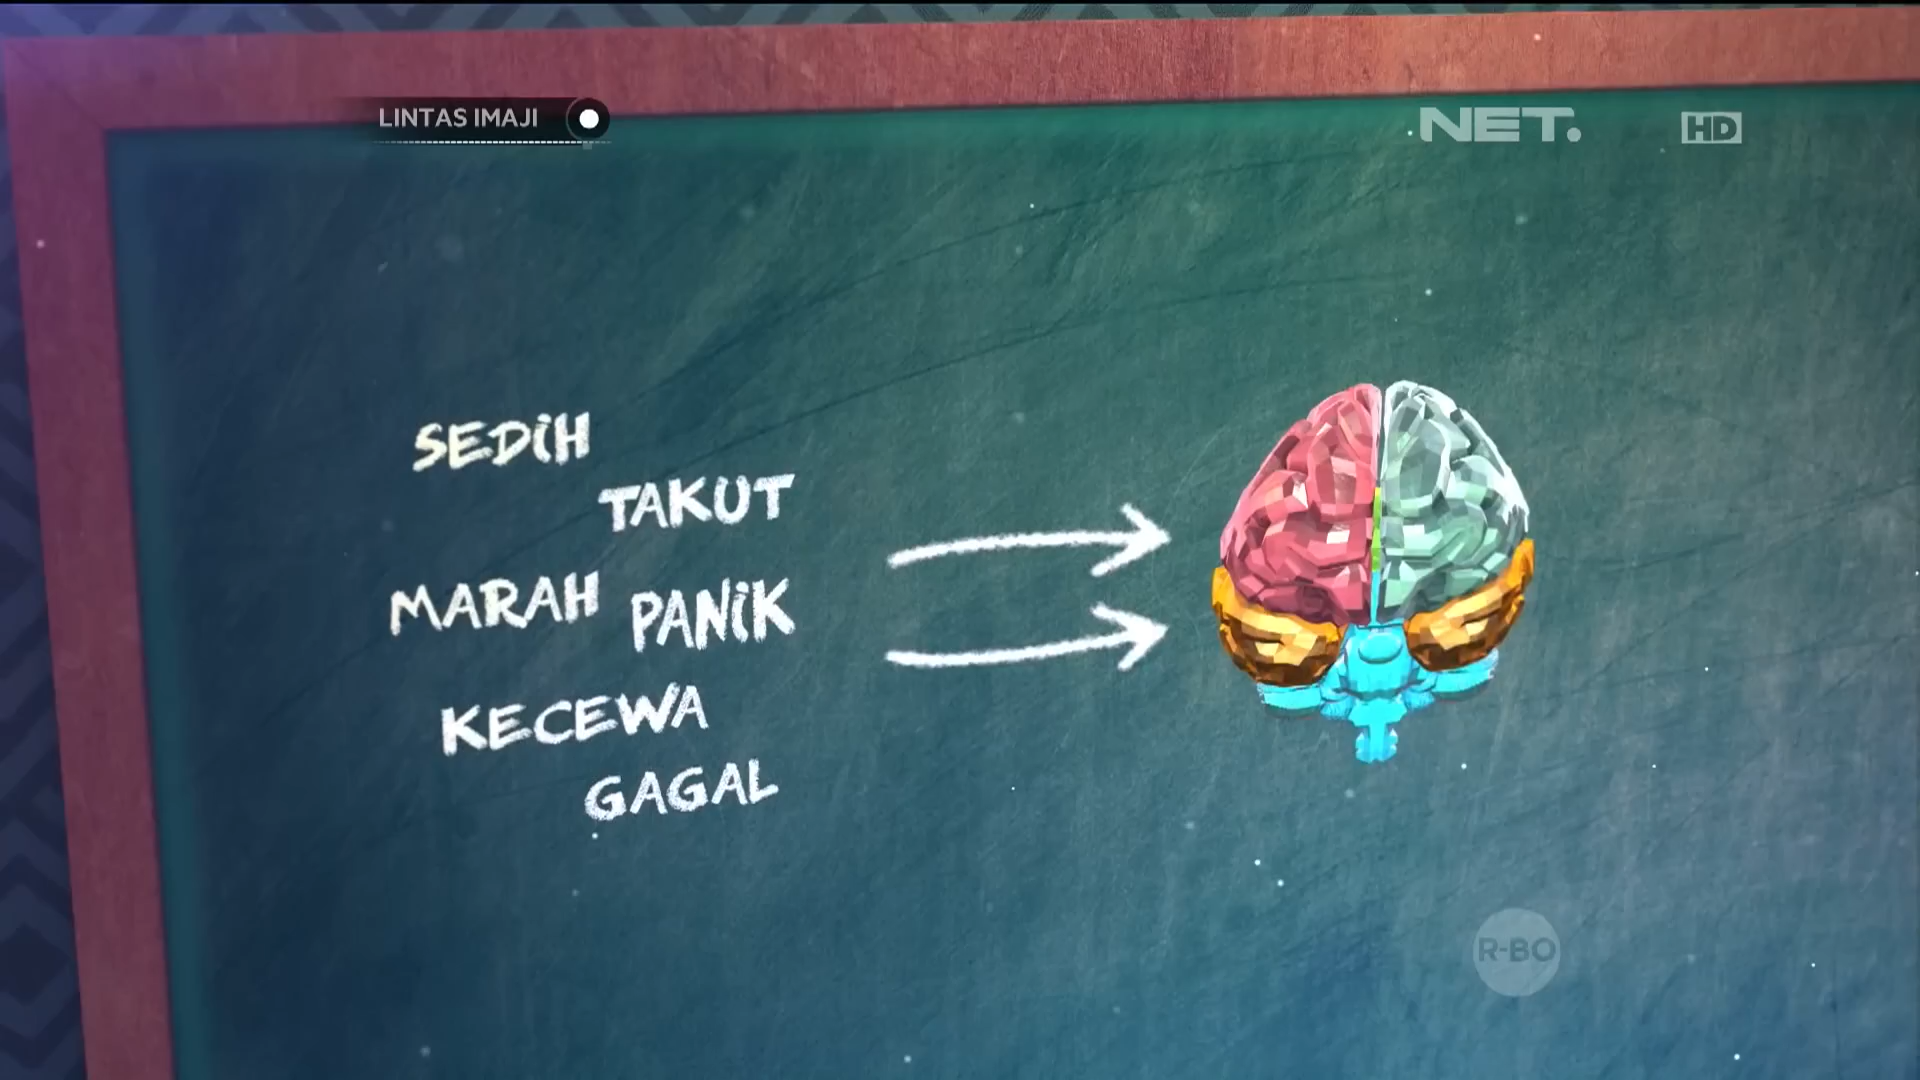 LINTAS IMAJI
NET.
HD
SEDiH
TAKUT
MARAH
PANiK
KECEWA
GAGAL
R-BO